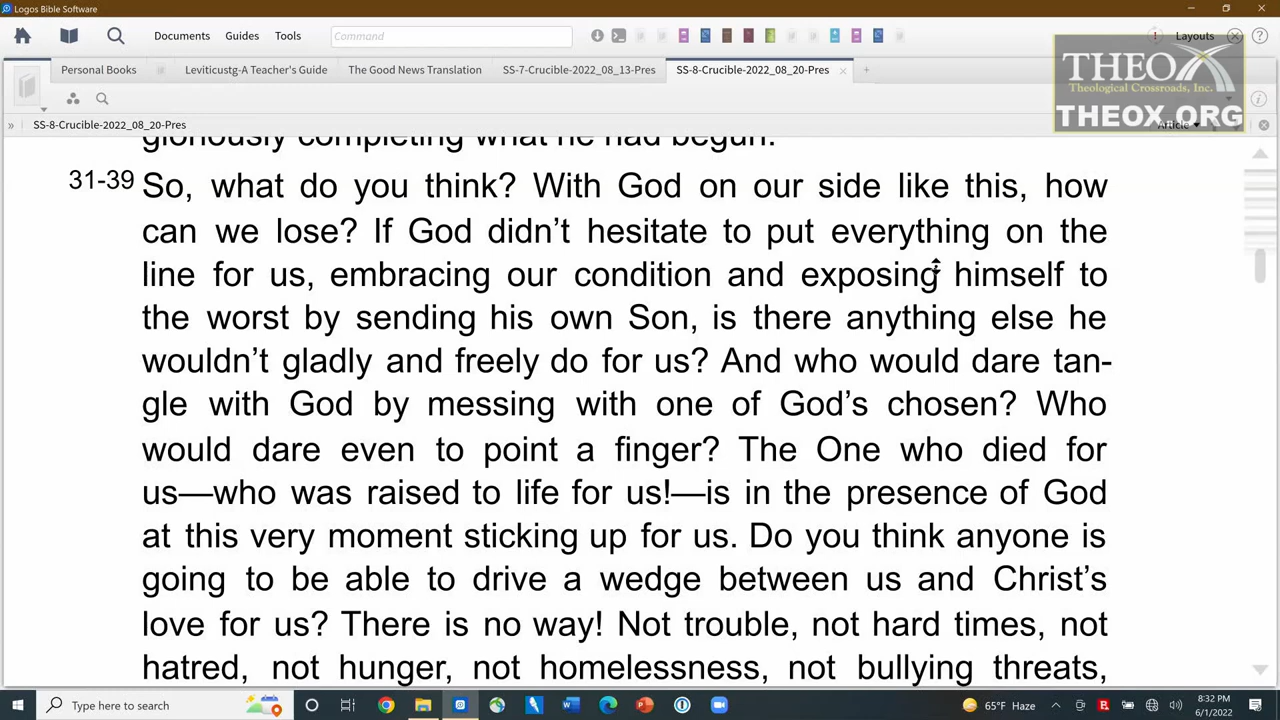 Logos Bible Software
Documents Guides Tools Command Layouts
THEOX
Theological Crossroads, Inc.
THEOX.ORG
Personal Books Leviticustg-A Teacher's Guide The Good News Translation SS-7-Crucible-2022_08_13-Pres SS-8-Crucible-2022_08_20-Pres
SS-8-Crucible-2022_08_20-Pres Article
gloriously completing what he had begun.
31-39 So, what do you think? With God on our side like this, how
can we lose? If God didn't hesitate to put everything on the
line for us, embracing our condition and exposing himself to
the worst by sending his own Son, is there anything else he
wouldn't gladly and freely do for us? And who would dare tan-
gle with God by messing with one of God's chosen? Who
would dare even to point a finger? The One who died for
us—who was raised to life for us!—is in the presence of God
at this very moment sticking up for us. Do you think anyone is
going to be able to drive a wedge between us and Christ's
love for us? There is no way! Not trouble, not hard times, not
hatred, not hunger, not homelessness, not bullying threats,
Type here to search 65°F Haze 8:32 PM
6/1/2022